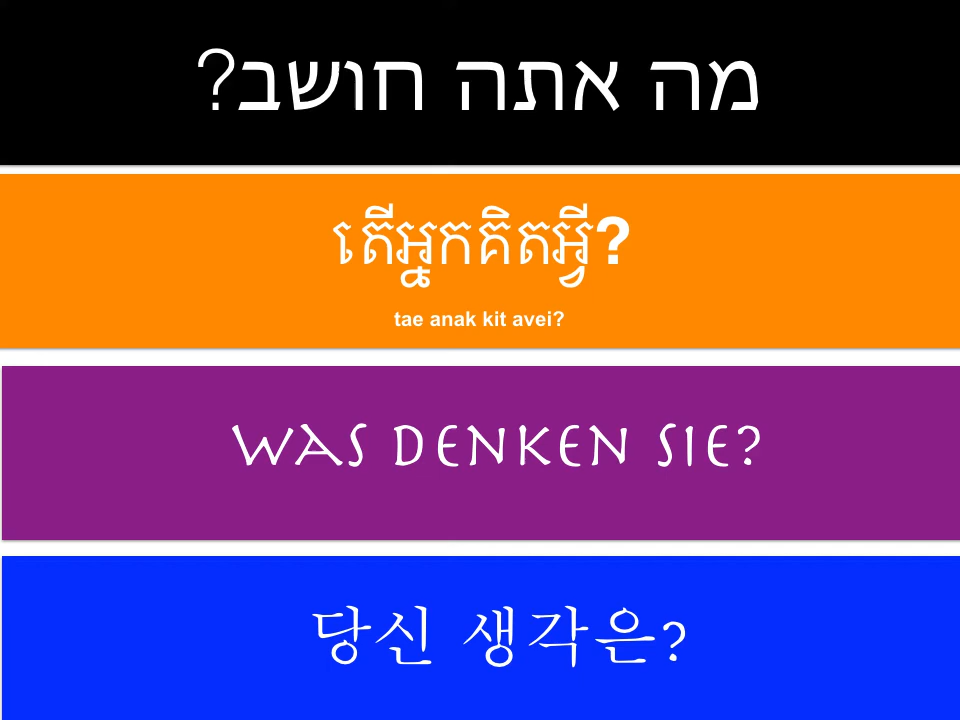 מה אתה חושב?
តើអ្នកគិតអ្វី?
tae anak kit avei?
WAS DENKEN SIE?
당신 생각은?